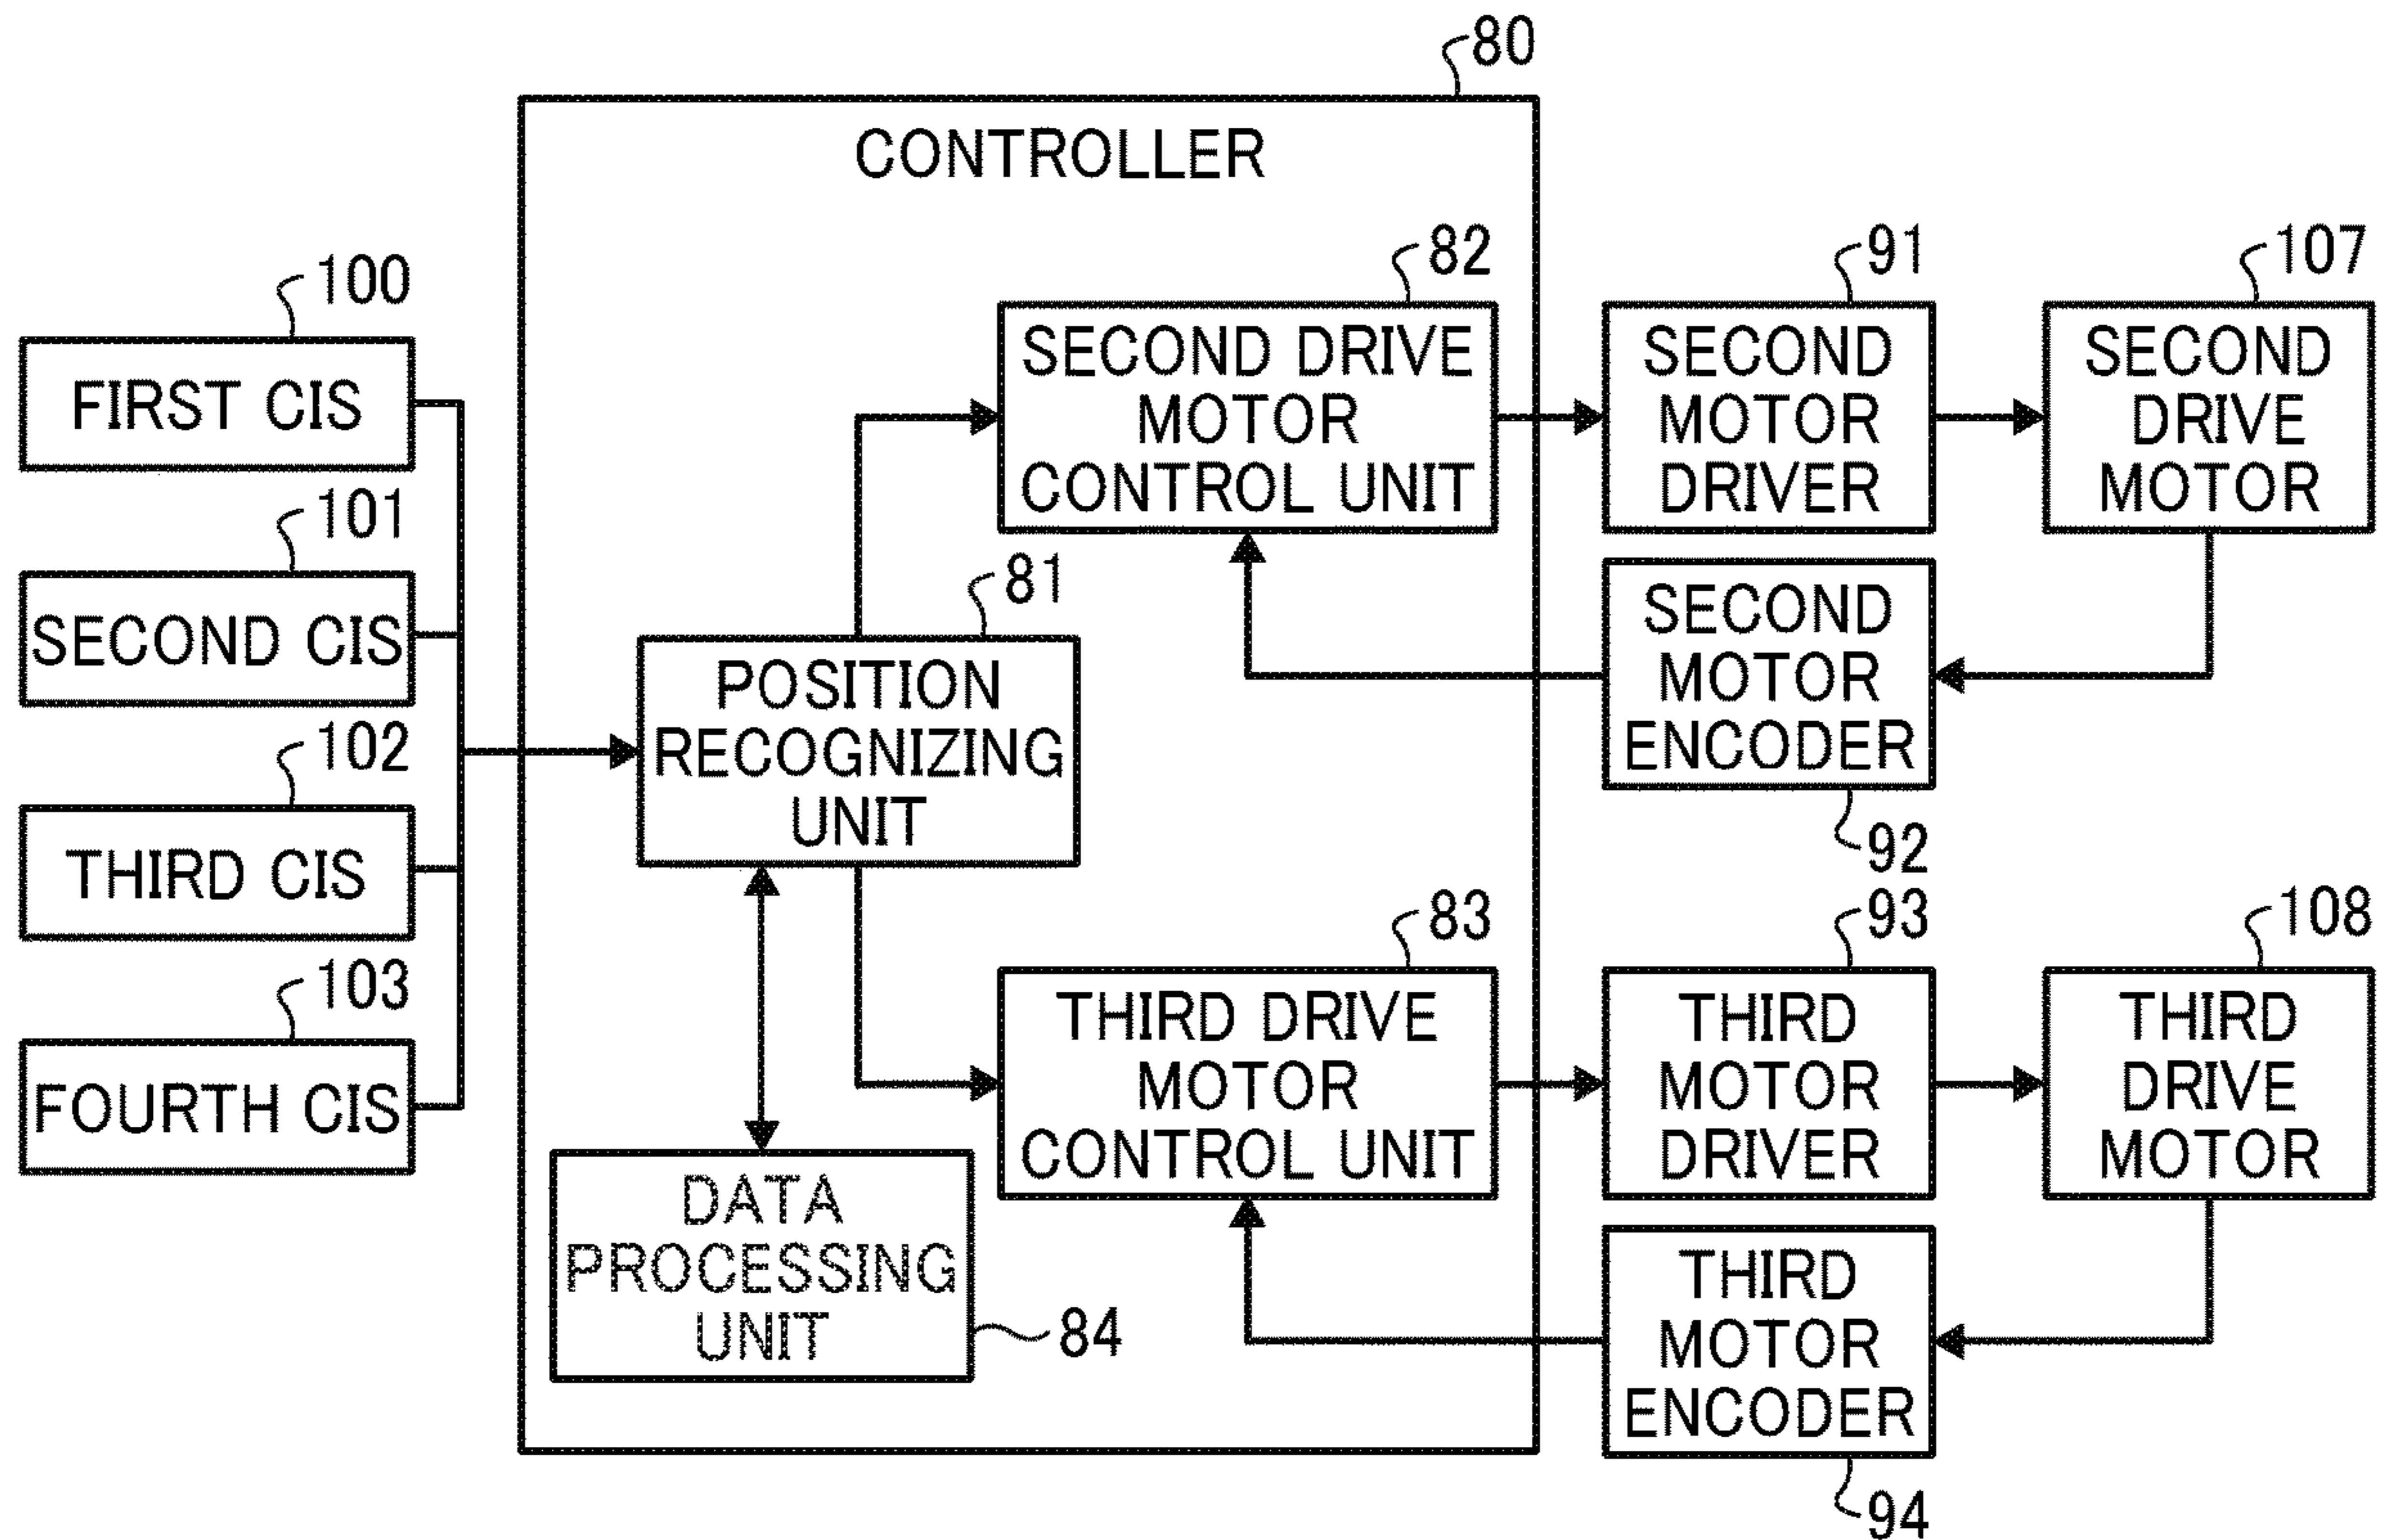 80
CONTROLLER
100
FIRST CIS
101
SECOND CIS
102
THIRD CIS
103
FOURTH CIS
81
POSITION
RECOGNIZING
UNIT
DATA
PROCESSING
UNIT
84
82
SECOND DRIVE
MOTOR
CONTROL UNIT
83
THIRD DRIVE
MOTOR
CONTROL UNIT
91
SECOND
MOTOR
DRIVER
107
SECOND
DRIVE
MOTOR
SECOND
MOTOR
ENCODER
92
93
THIRD
MOTOR
DRIVER
108
THIRD
DRIVE
MOTOR
THIRD
MOTOR
ENCODER
94